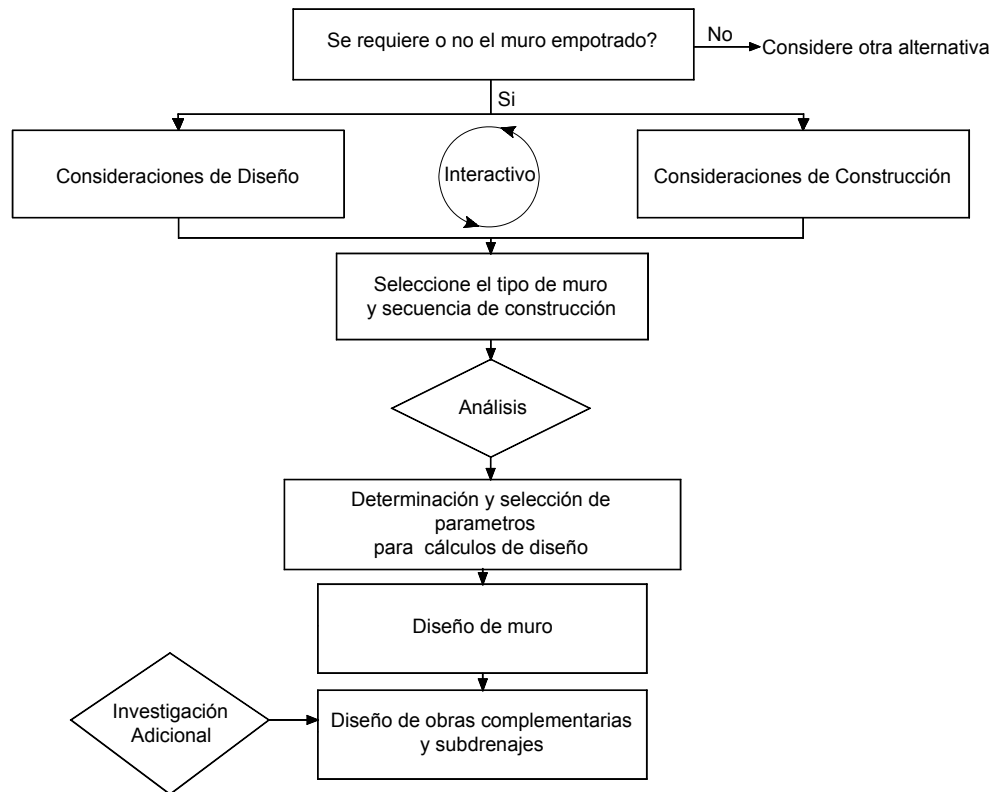 Se requiere o no el muro empotrado?
No
Considere otra alternativa
Si
Consideraciones de Diseño
Interactivo
Consideraciones de Construcción
Seleccione el tipo de muro
y secuencia de construcción
Análisis
Determinación y selección de
parametros
para cálculos de diseño
Diseño de muro
Investigación
Adicional
Diseño de obras complementarias
y subdrenajes